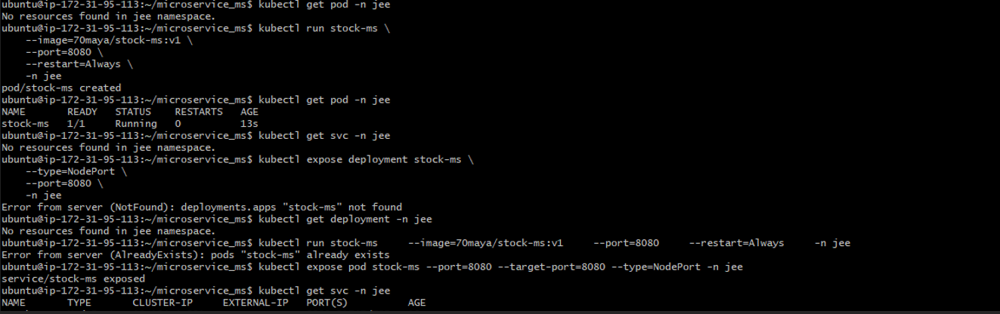 ubuntu@ip-172-31-95-113:~/microservice_ms$ kubectl get pod -n jee
No resources found in jee namespace.
ubuntu@ip-172-31-95-113:~/microservice_ms$ kubectl run stock-ms \
    --image=70maya/stock-ms:v1 \
    --port=8080 \
    --restart=Always \
    -n jee
pod/stock-ms created
ubuntu@ip-172-31-95-113:~/microservice_ms$ kubectl get pod -n jee
NAME       READY   STATUS    RESTARTS   AGE
stock-ms   1/1     Running   0          13s
ubuntu@ip-172-31-95-113:~/microservice_ms$ kubectl get svc -n jee
No resources found in jee namespace.
ubuntu@ip-172-31-95-113:~/microservice_ms$ kubectl expose deployment stock-ms \
    --type=NodePort \
    --port=8080 \
    -n jee
Error from server (NotFound): deployments.apps "stock-ms" not found
ubuntu@ip-172-31-95-113:~/microservice_ms$ kubectl get deployment -n jee
No resources found in jee namespace.
ubuntu@ip-172-31-95-113:~/microservice_ms$ kubectl run stock-ms     --image=70maya/stock-ms:v1     --port=8080     --restart=Always     -n jee
Error from server (AlreadyExists): pods "stock-ms" already exists
ubuntu@ip-172-31-95-113:~/microservice_ms$ kubectl expose pod stock-ms --port=8080 --target-port=8080 --type=NodePort -n jee
service/stock-ms exposed
ubuntu@ip-172-31-95-113:~/microservice_ms$ kubectl get svc -n jee
NAME       TYPE       CLUSTER-IP     EXTERNAL-IP   PORT(S)          AGE